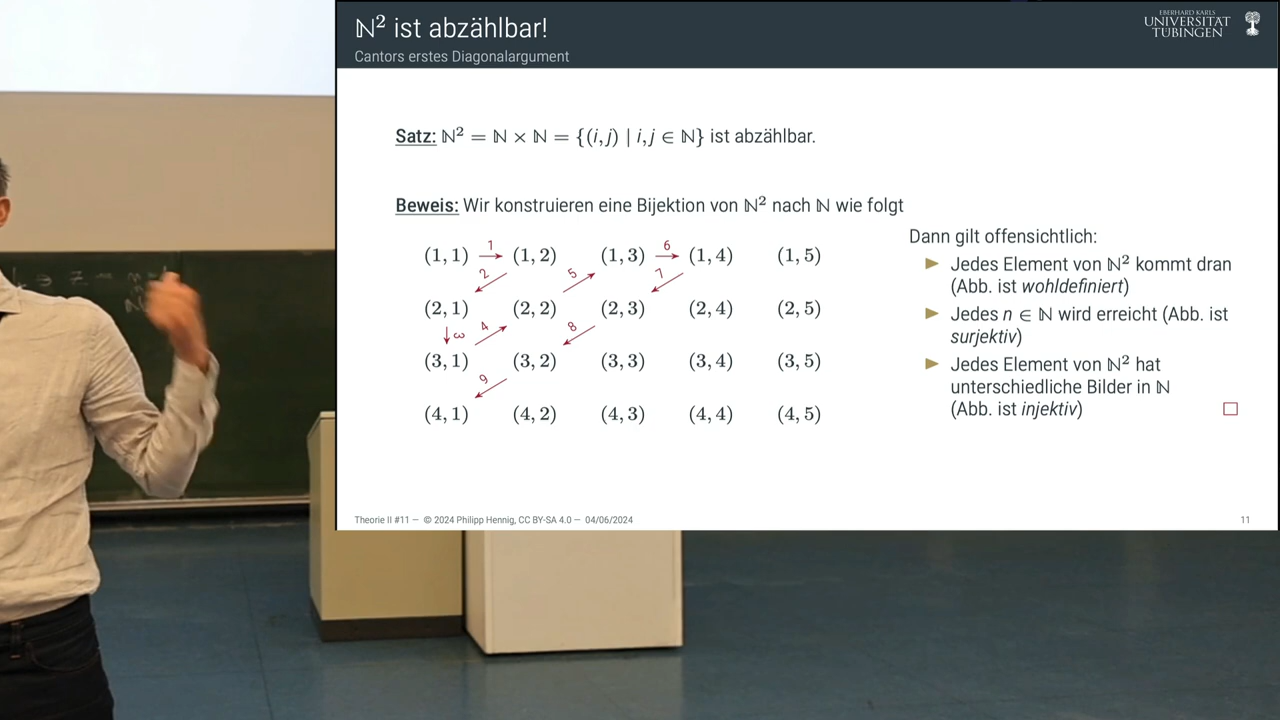 ℕ² ist abzählbar!
Cantors erstes Diagonalargument
EBERHARD KARLS
UNIVERSITÄT
TÜBINGEN
Satz: ℕ² = ℕ × ℕ = {(i,j) | i,j ∈ ℕ} ist abzählbar.
Beweis: Wir konstruieren eine Bijektion von ℕ² nach ℕ wie folgt
(1, 1) 1 (1, 2) (1, 3) 6 (1, 4) (1, 5)
2 5 7
(2, 1) (2, 2) (2, 3) (2, 4) (2, 5)
3 4 8
(3, 1) (3, 2) (3, 3) (3, 4) (3, 5)
9
(4, 1) (4, 2) (4, 3) (4, 4) (4, 5)
Dann gilt offensichtlich:
Jedes Element von ℕ² kommt dran
(Abb. ist wohldefiniert)
Jedes n ∈ ℕ wird erreicht (Abb. ist
surjektiv)
Jedes Element von ℕ² hat
unterschiedliche Bilder in ℕ
(Abb. ist injektiv)
Theorie II #11 — © 2024 Philipp Hennig, CC BY-SA 4.0 — 04/06/2024
11